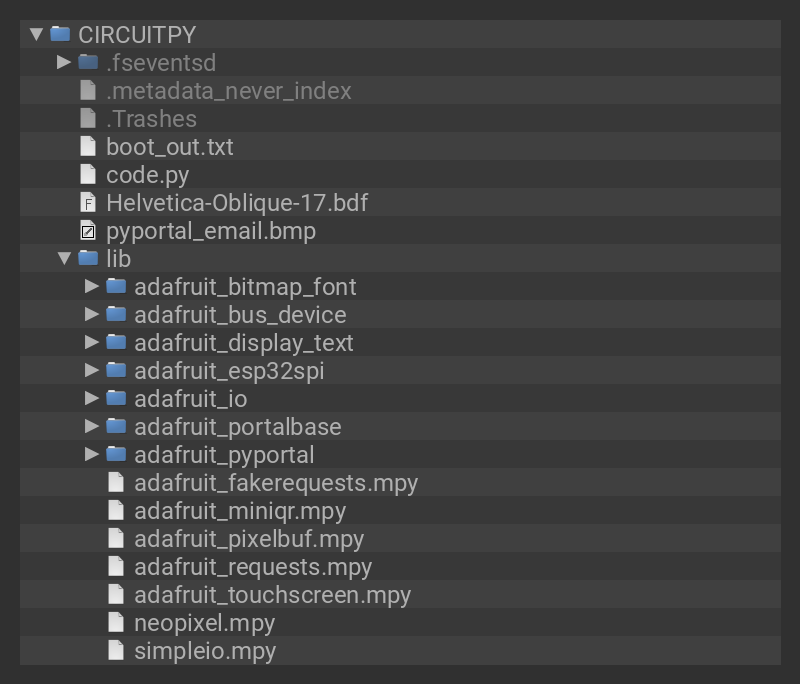 CIRCUITPY
.fseventsd
.metadata_never_index
.Trashes
boot_out.txt
code.py
Helvetica-Oblique-17.bdf
pyportal_email.bmp
lib
adafruit_bitmap_font
adafruit_bus_device
adafruit_display_text
adafruit_esp32spi
adafruit_io
adafruit_portalbase
adafruit_pyportal
adafruit_fakerequests.mpy
adafruit_miniqr.mpy
adafruit_pixelbuf.mpy
adafruit_requests.mpy
adafruit_touchscreen.mpy
neopixel.mpy
simpleio.mpy